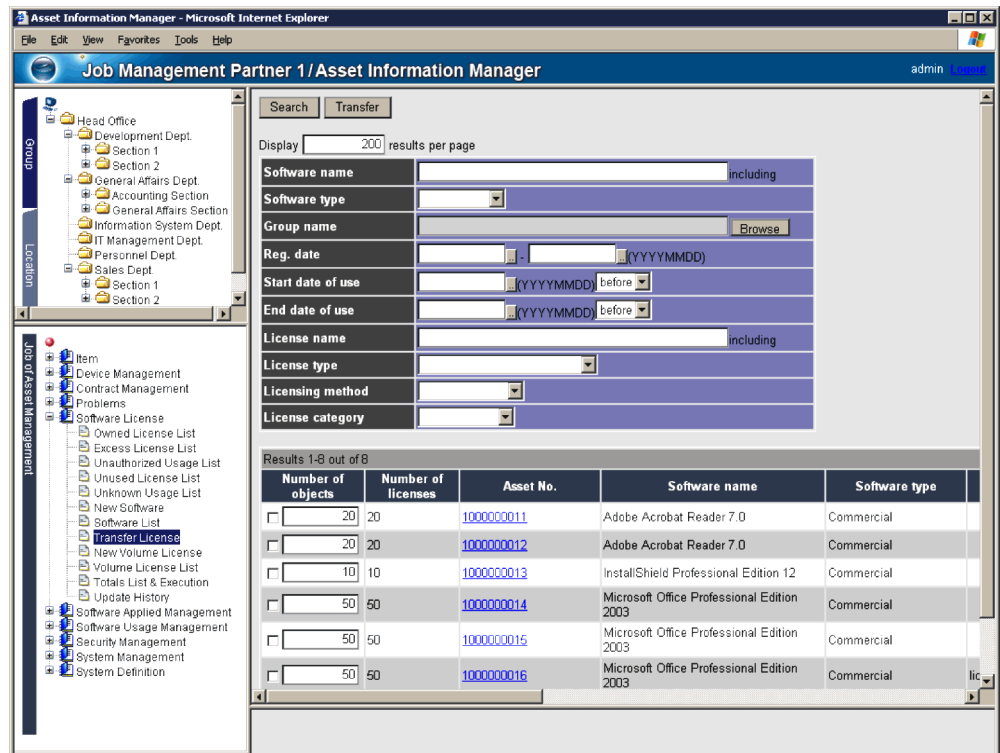 Asset Information Manager - Microsoft Internet Explorer
File Edit View Favorites Tools Help
Job Management Partner 1/Asset Information Manager
admin Logout
Group
Location
Head Office
Development Dept.
Section 1
Section 2
General Affairs Dept.
Accounting Section
General Affairs Section
Information System Dept.
IT Management Dept.
Personnel Dept.
Sales Dept.
Section 1
Section 2
Job of Asset Management
Item
Device Management
Contract Management
Problems
Software License
Owned License List
Excess License List
Unauthorized Usage List
Unused License List
Unknown Usage List
New Software
Software List
Transfer License
New Volume License
Volume License List
Totals List & Execution
Update History
Software Applied Management
Software Usage Management
Security Management
System Management
System Definition
Search Transfer
Display 200 results per page
Software name including
Software type
Group name Browse
Reg. date .. - .. (YYYYMMDD)
Start date of use .. (YYYYMMDD) before
End date of use .. (YYYYMMDD) before
License name including
License type
Licensing method
License category
Results 1-8 out of 8
Number of objects Number of licenses Asset No. Software name Software type
20 20 1000000011 Adobe Acrobat Reader 7.0 Commercial
20 20 1000000012 Adobe Acrobat Reader 7.0 Commercial
10 10 1000000013 InstallShield Professional Edition 12 Commercial
50 50 1000000014 Microsoft Office Professional Edition 2003 Commercial
50 50 1000000015 Microsoft Office Professional Edition 2003 Commercial
50 50 1000000016 Microsoft Office Professional Edition 2003 Commercial lic